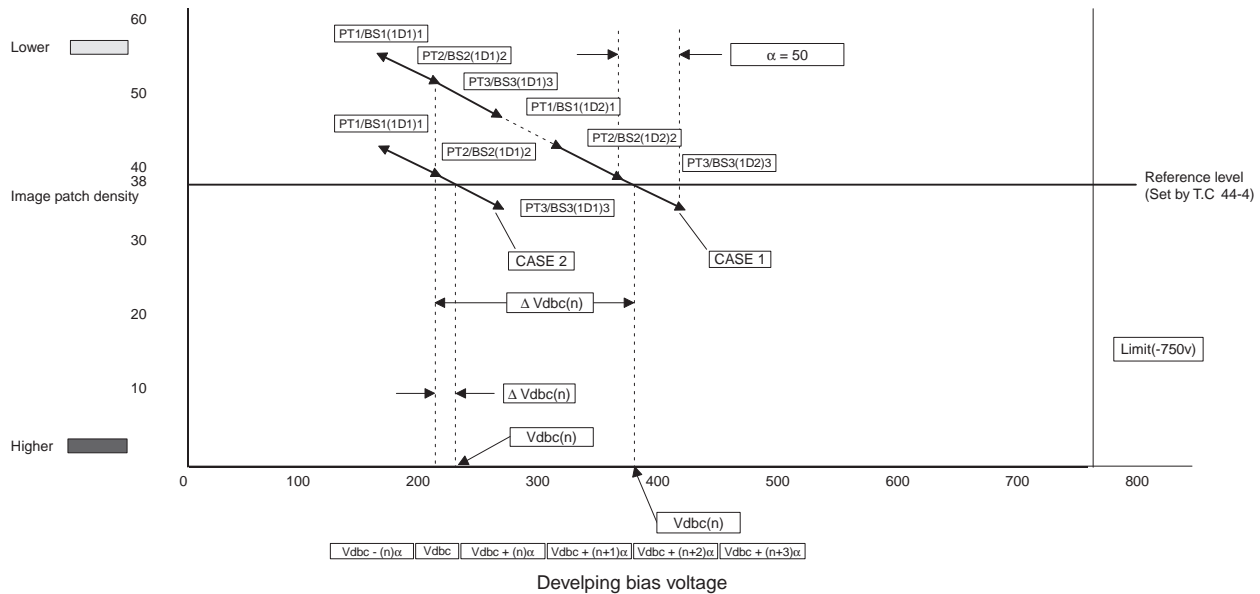 60
Lower
PT1/BS1(1D1)1
PT2/BS2(1D1)2
α = 50
PT3/BS3(1D1)3
50
PT1/BS1(1D2)1
PT1/BS1(1D1)1
PT2/BS2(1D2)2
PT2/BS2(1D1)2
PT3/BS3(1D2)3
40
38
Image patch density
Reference level
(Set by T.C 44-4)
PT3/BS3(1D1)3
30
CASE 2
CASE 1
Δ Vdbc(n)
20
Limit(-750v)
10
Δ Vdbc(n)
Higher
Vdbc(n)
0 100 200 300 400 500 600 700 800
Vdbc(n)
Vdbc - (n)α Vdbc Vdbc + (n)α Vdbc + (n+1)α Vdbc + (n+2)α Vdbc + (n+3)α
Develping bias voltage